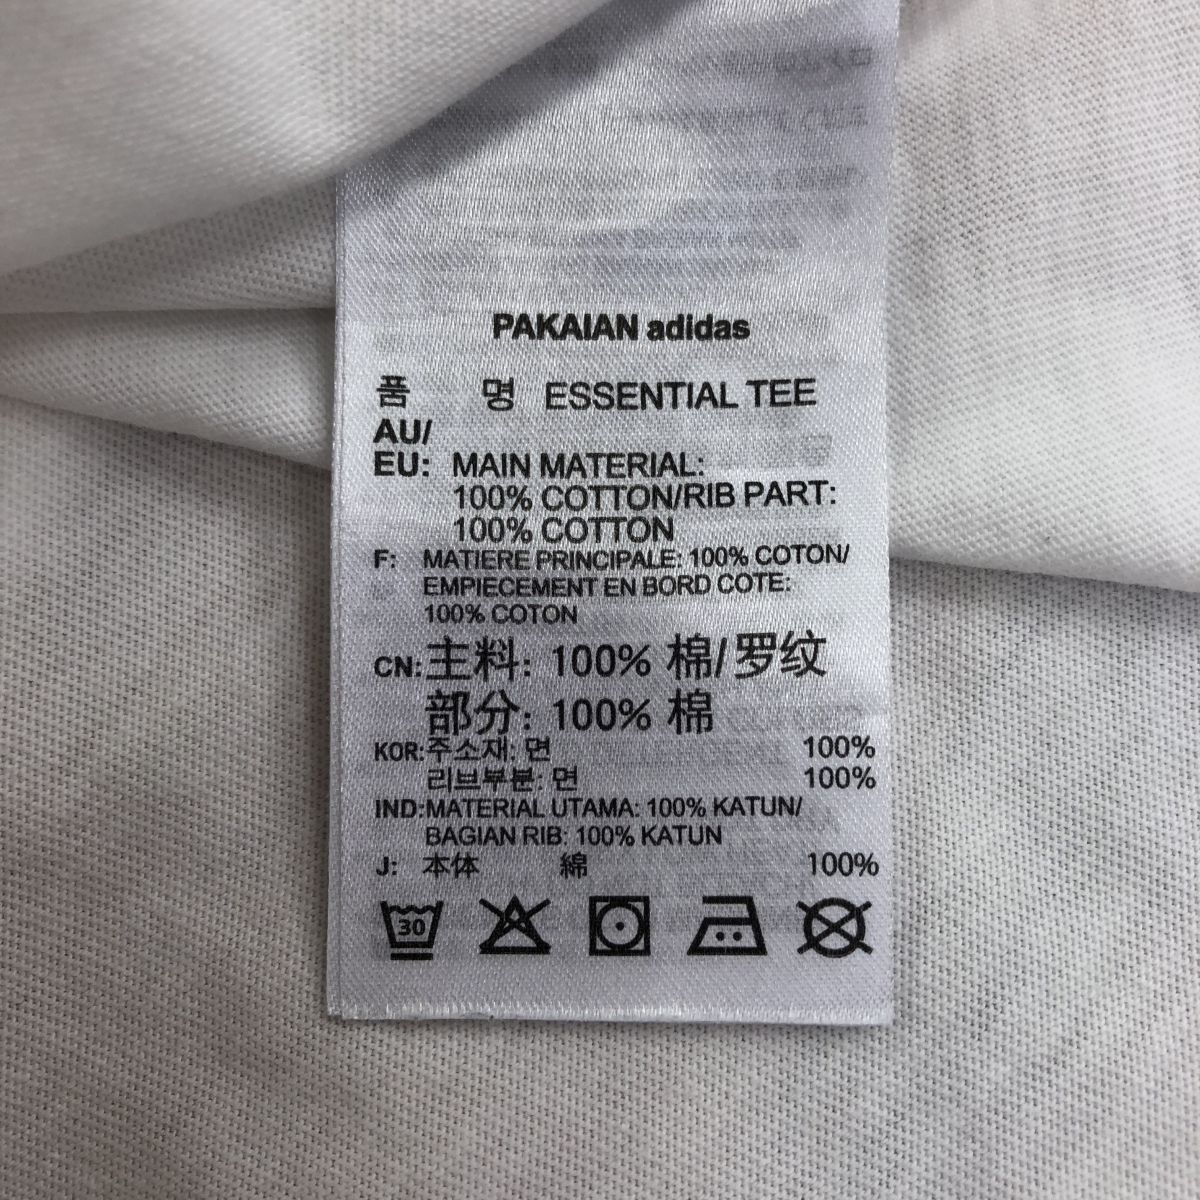 PAKAIAN adidas
품 명 ESSENTIAL TEE
AU/
EU: MAIN MATERIAL:
100% COTTON/RIB PART:
100% COTTON
F: MATIERE PRINCIPALE: 100% COTON/
EMPIECEMENT EN BORD COTE:
100% COTON
CN: 主料: 100% 棉/罗纹
部分: 100% 棉
KOR: 주소재: 면 100%
리브부분: 면 100%
IND: MATERIAL UTAMA: 100% KATUN/
BAGIAN RIB: 100% KATUN
J: 本体 綿 100%
30